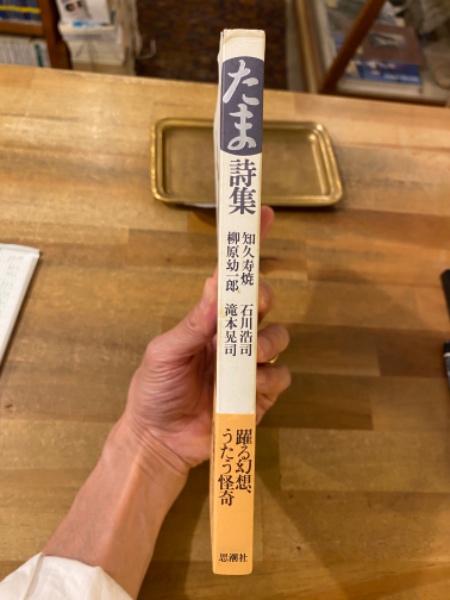 たま
詩集
知久寿焼　石川浩司
柳原幼一郎　滝本晃司
躍る幻想、
うたう怪奇
思潮社